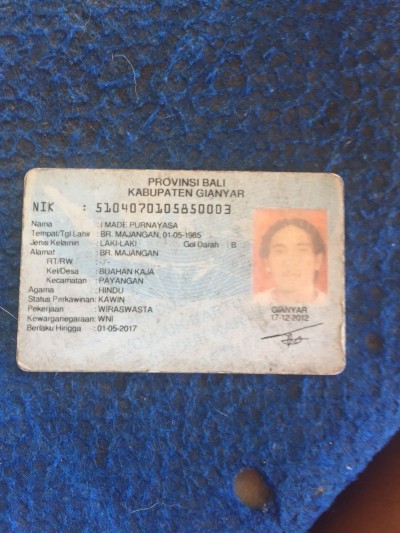 PROVINSI BALI
KABUPATEN GIANYAR
NIK : 5104070105850003
Nama : I MADE PURNAYASA
Tempat/Tgl Lahir : BR. MAJANGAN, 01-05-1985
Jenis Kelamin : LAKI-LAKI Gol Darah : B
Alamat : BR. MAJANGAN
RT/RW : -/-
Kel/Desa : BUAHAN KAJA
Kecamatan : PAYANGAN
Agama : HINDU
Status Perkawinan: KAWIN
Pekerjaan : WIRASWASTA
Kewarganegaraan: WNI
Berlaku Hingga : 01-05-2017
GIANYAR
17-12-2012